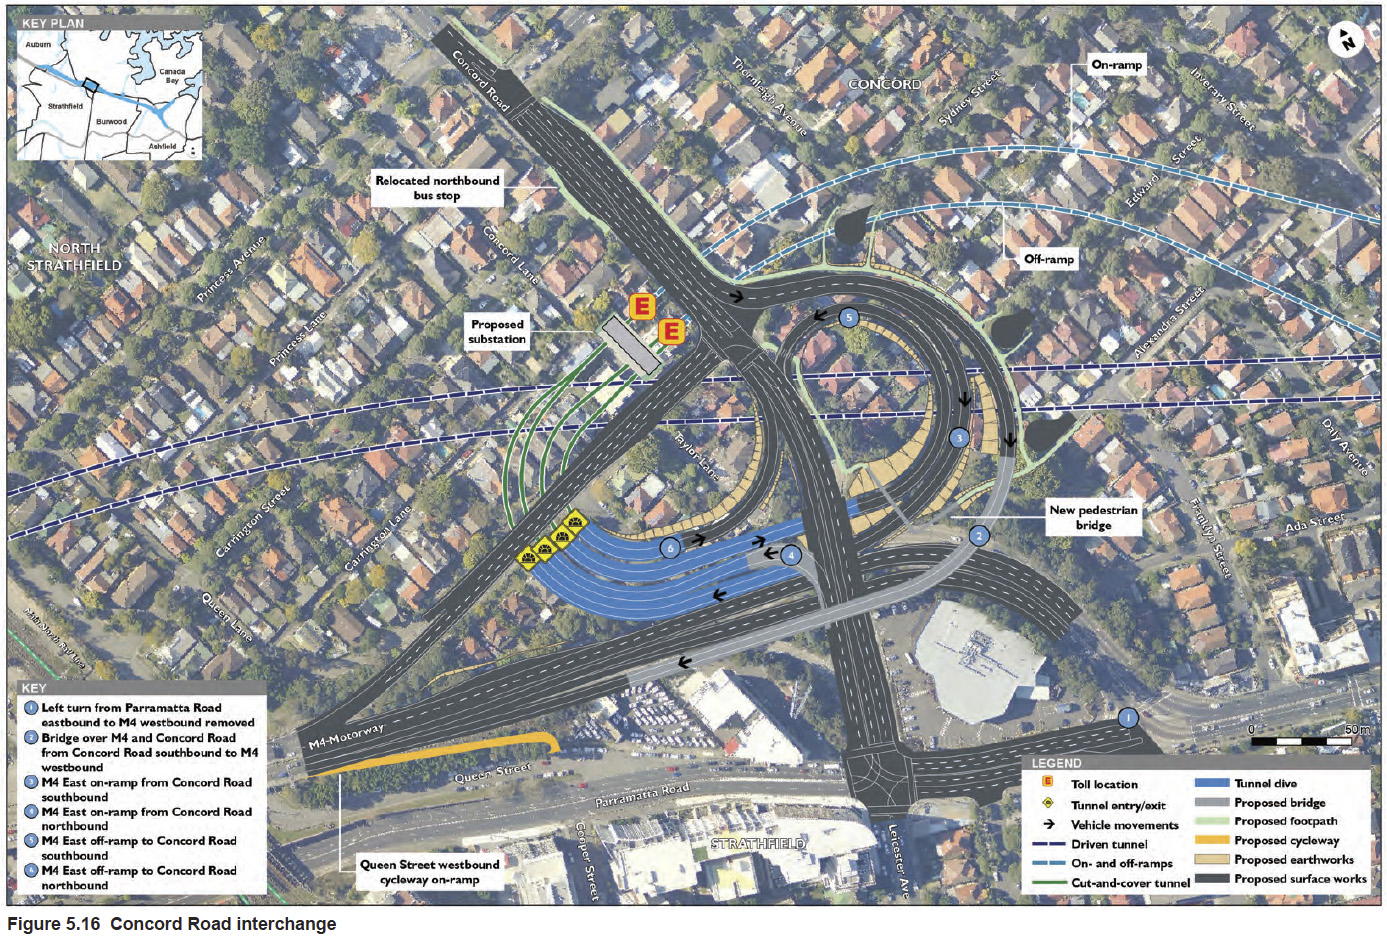 KEY PLAN
Auburn
Canada
Bay
Strathfield
Burwood
Ashfield
N
Concord Road
Thornleigh Avenue
CONCORD
Sydney Street
On-ramp
Inverary Street
Relocated northbound
bus stop
Edward Street
NORTH
STRATHFIELD
Princess Avenue
Concord Lane
Off-ramp
Princess Lane
Proposed
substation
E
E
5
Alexandra Street
3
Taylor Lane
Daly Avenue
Carrington Street
Carrington Lane
Franklyn Street
Ada Street
New pedestrian
bridge
2
6
4
Queen Lane
Main North Rail Line
KEY
1 Left turn from Parramatta Road
eastbound to M4 westbound removed
2 Bridge over M4 and Concord Road
from Concord Road southbound to M4
westbound
3 M4 East on-ramp from Concord Road
southbound
4 M4 East on-ramp from Concord Road
northbound
5 M4 East off-ramp to Concord Road
southbound
6 M4 East off-ramp to Concord Road
northbound
M4-Motorway
Queen Street
Parramatta Road
1
0 50m
Queen Street westbound
cycleway on-ramp
Cooper Street
STRATHFIELD
Leicester Ave
LEGEND
E Toll location
Tunnel entry/exit
Vehicle movements
Driven tunnel
On- and off-ramps
Cut-and-cover tunnel
Tunnel dive
Proposed bridge
Proposed footpath
Proposed cycleway
Proposed earthworks
Proposed surface works
Figure 5.16 Concord Road interchange